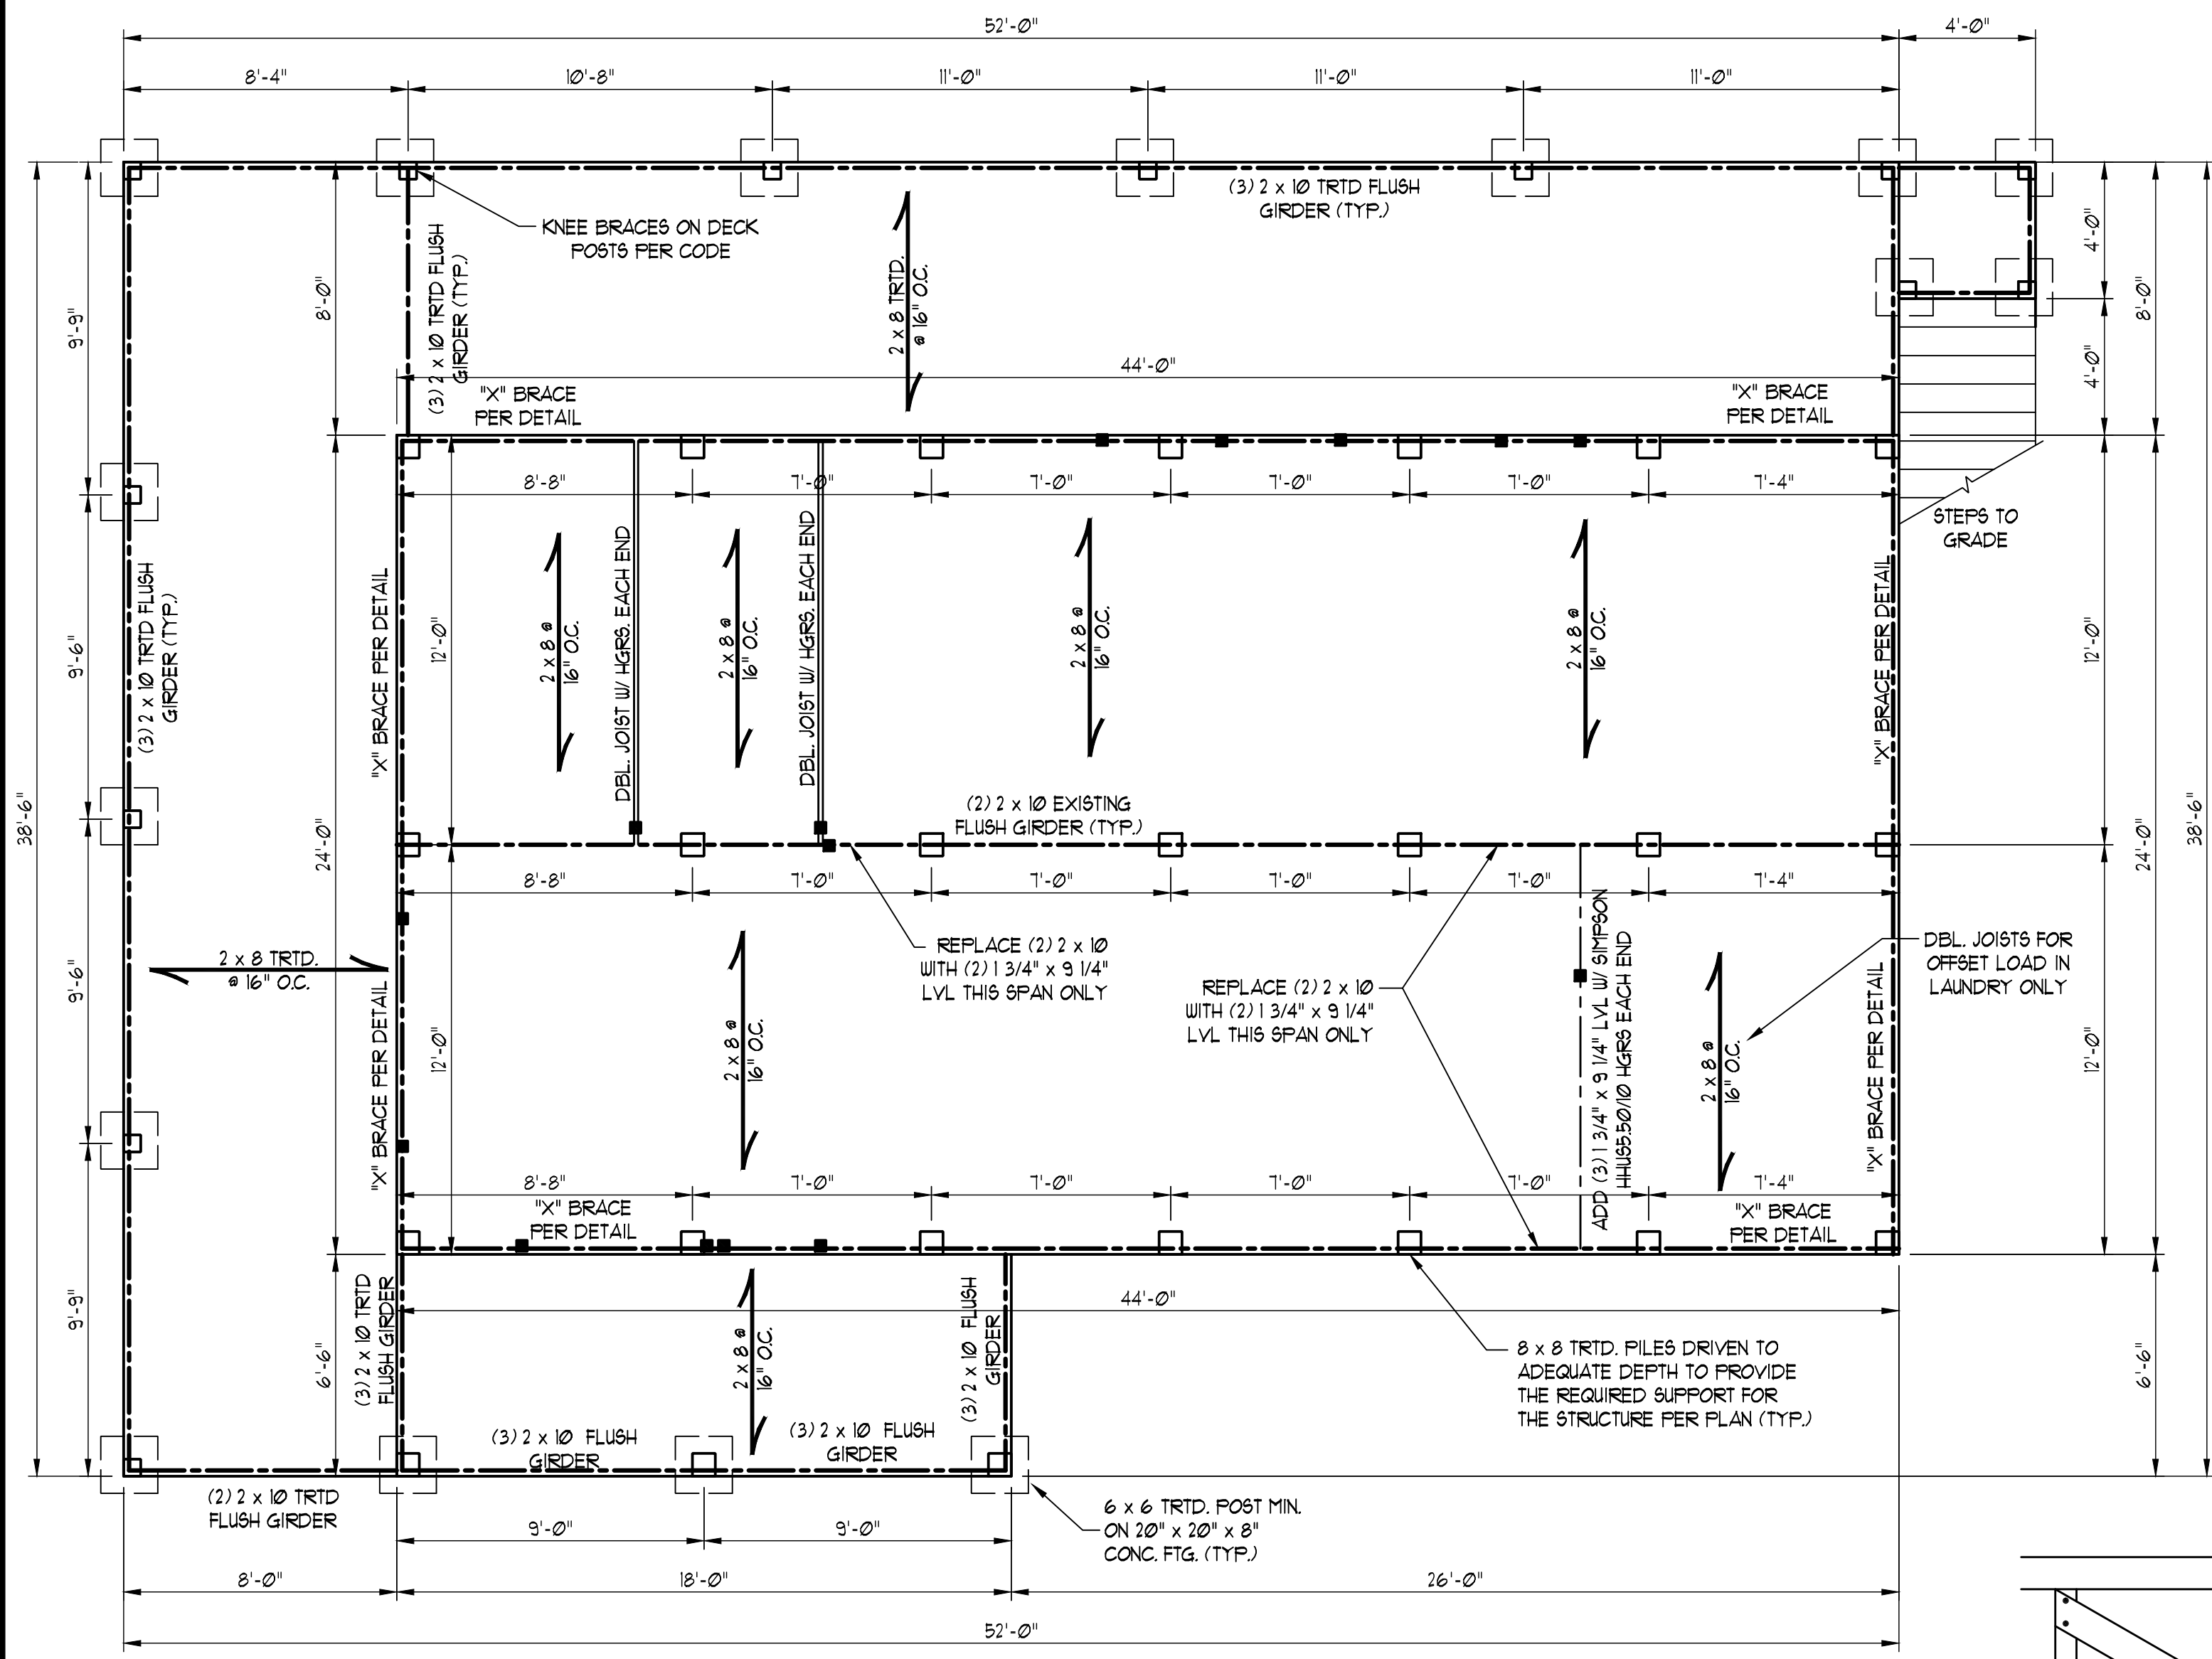 52'-0"
4'-0"
8'-4"
10'-8"
11'-0"
11'-0"
11'-0"
(3) 2 x 10 TRTD FLUSH
GIRDER (TYP.)
KNEE BRACES ON DECK
POSTS PER CODE
(3) 2 x 10 TRTD FLUSH
GIRDER (TYP.)
2 x 8 TRTD.
@ 16" O.C.
9'-9"
8'-0"
4'-0"
8'-0"
4'-0"
44'-0"
"X" BRACE
PER DETAIL
"X" BRACE
PER DETAIL
8'-8"
7'-0"
7'-0"
7'-0"
7'-0"
7'-4"
STEPS TO
GRADE
(3) 2 x 10 TRTD FLUSH
GIRDER (TYP.)
9'-6"
"X" BRACE PER DETAIL
12'-0"
2 x 8 @
16" O.C.
DBL. JOIST W/ HGRS. EACH END
2 x 8 @
16" O.C.
DBL. JOIST W/ HGRS. EACH END
2 x 8 @
16" O.C.
2 x 8 @
16" O.C.
"X" BRACE PER DETAIL
12'-0"
38'-6"
24'-0"
24'-0"
38'-6"
(2) 2 x 10 EXISTING
FLUSH GIRDER (TYP.)
8'-8"
7'-0"
7'-0"
7'-0"
7'-0"
7'-4"
2 x 8 TRTD.
@ 16" O.C.
9'-6"
REPLACE (2) 2 x 10
WITH (2) 1 3/4" x 9 1/4"
LVL THIS SPAN ONLY
REPLACE (2) 2 x 10
WITH (2) 1 3/4" x 9 1/4"
LVL THIS SPAN ONLY
DBL. JOISTS FOR
OFFSET LOAD IN
LAUNDRY ONLY
"X" BRACE PER DETAIL
12'-0"
2 x 8 @
16" O.C.
ADD (3) 1 3/4" x 9 1/4" LVL W/ SIMPSON
HHUS5.50/10 HGRS EACH END
2 x 8 @
16" O.C.
"X" BRACE PER DETAIL
12'-0"
8'-8"
7'-0"
7'-0"
7'-0"
7'-0"
7'-4"
"X" BRACE
PER DETAIL
"X" BRACE
PER DETAIL
9'-9"
6'-6"
(3) 2 x 10 TRTD
FLUSH GIRDER
44'-0"
2 x 8 @
16" O.C.
(3) 2 x 10 FLUSH
GIRDER
8 x 8 TRTD. PILES DRIVEN TO
ADEQUATE DEPTH TO PROVIDE
THE REQUIRED SUPPORT FOR
THE STRUCTURE PER PLAN (TYP.)
6'-6"
(3) 2 x 10 FLUSH
GIRDER
(3) 2 x 10 FLUSH
GIRDER
(2) 2 x 10 TRTD
FLUSH GIRDER
9'-0"
9'-0"
6 x 6 TRTD. POST MIN.
ON 20" x 20" x 8"
CONC. FTG. (TYP.)
8'-0"
18'-0"
26'-0"
52'-0"